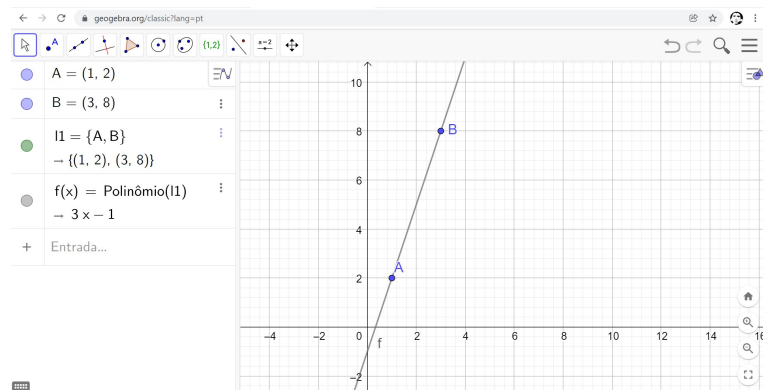 geogebra.org/classic?lang=pt
A {1,2} a=2
A = (1, 2)
B = (3, 8)
l1 = {A, B}
→ {(1, 2), (3, 8)}
f(x) = Polinômio(l1)
→ 3 x – 1
+ Entrada...
10
8
B
6
4
A
2
–4 –2 0 2 4 6 8 10 12 14 16
f
–2